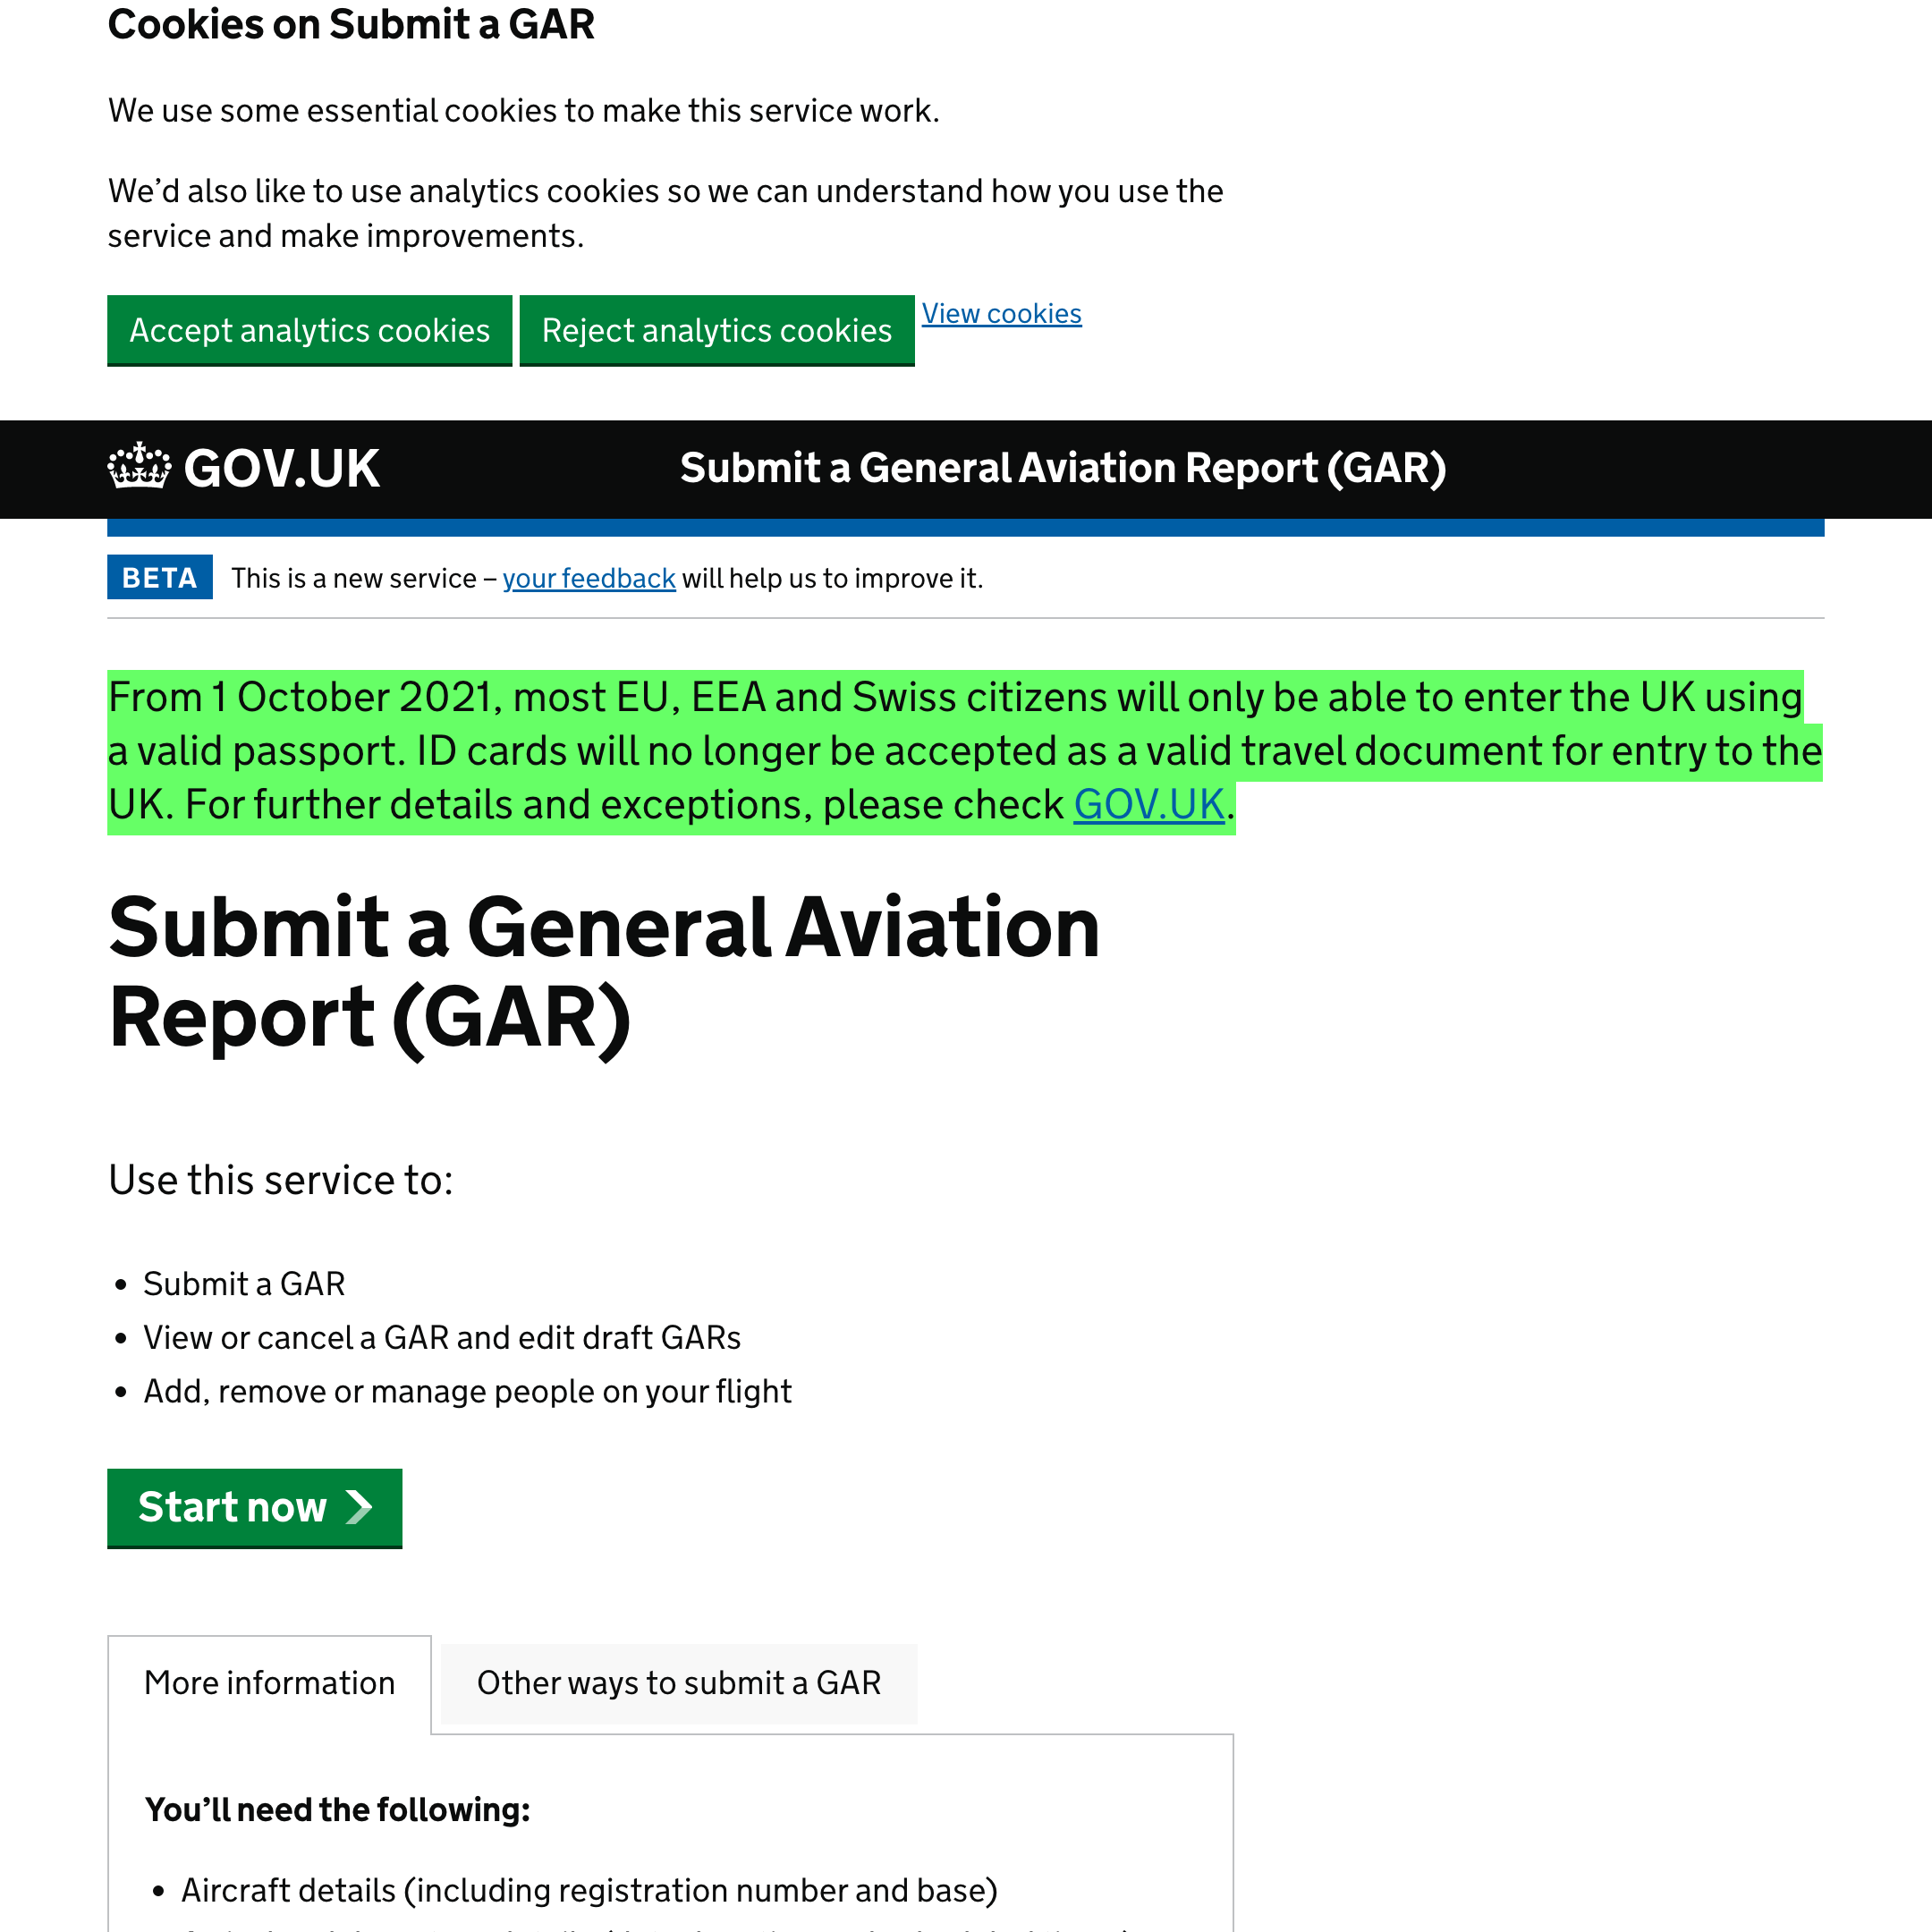 Cookies on Submit a GAR
We use some essential cookies to make this service work.
We’d also like to use analytics cookies so we can understand how you use the
service and make improvements.
Accept analytics cookies
Reject analytics cookies
View cookies
GOV.UK
Submit a General Aviation Report (GAR)
BETA
This is a new service – your feedback will help us to improve it.
From 1 October 2021, most EU, EEA and Swiss citizens will only be able to enter the UK using
a valid passport. ID cards will no longer be accepted as a valid travel document for entry to the
UK. For further details and exceptions, please check GOV.UK.
Submit a General Aviation
Report (GAR)
Use this service to:
• Submit a GAR
• View or cancel a GAR and edit draft GARs
• Add, remove or manage people on your flight
Start now
More information
Other ways to submit a GAR
You’ll need the following:
• Aircraft details (including registration number and base)